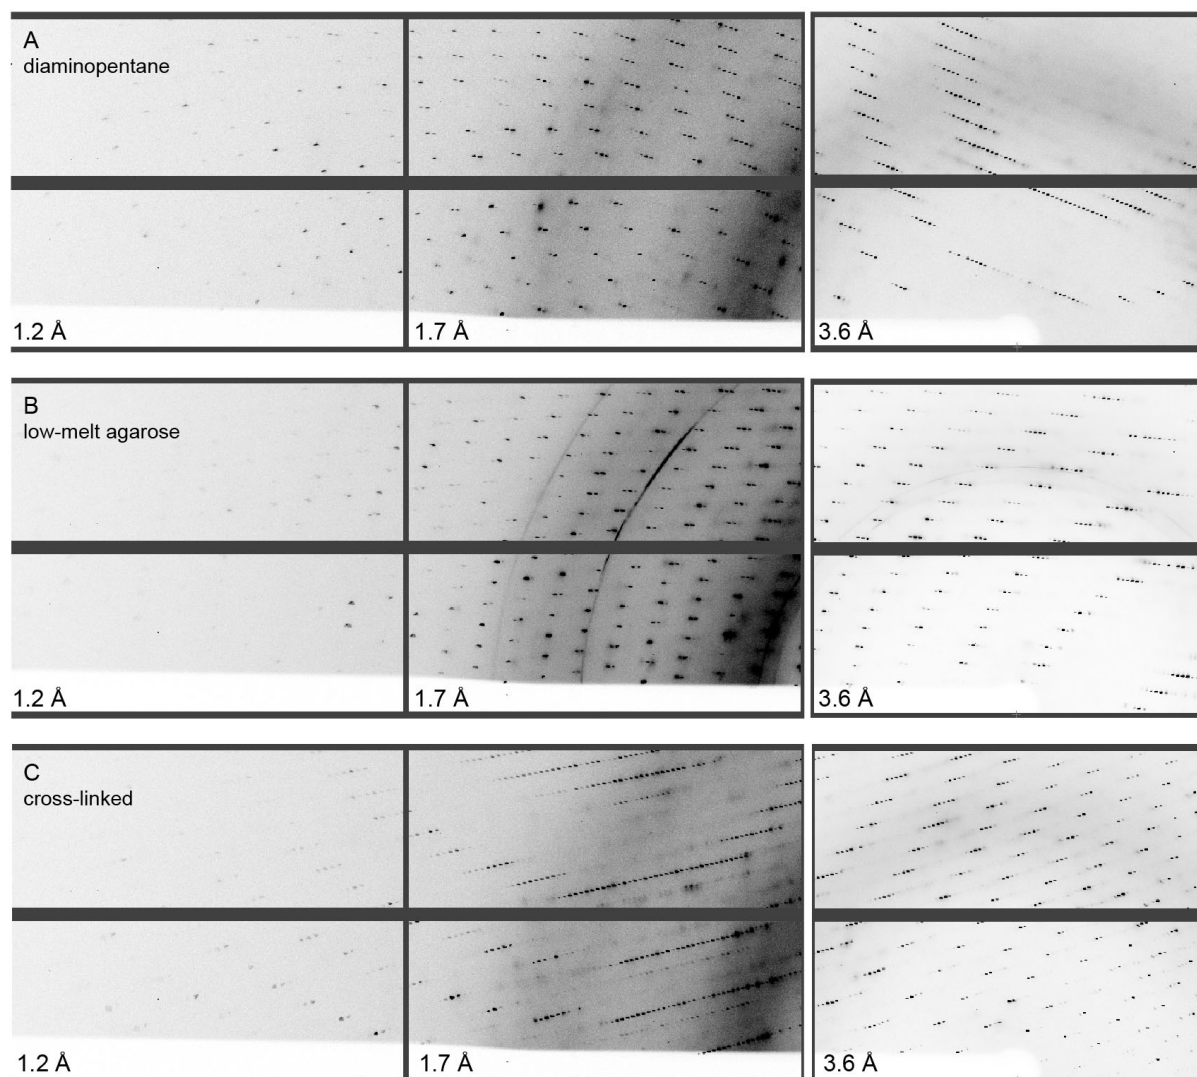 A
diaminopentane
1.2 Å
1.7 Å
3.6 Å
B
low-melt agarose
1.2 Å
1.7 Å
3.6 Å
C
cross-linked
1.2 Å
1.7 Å
3.6 Å